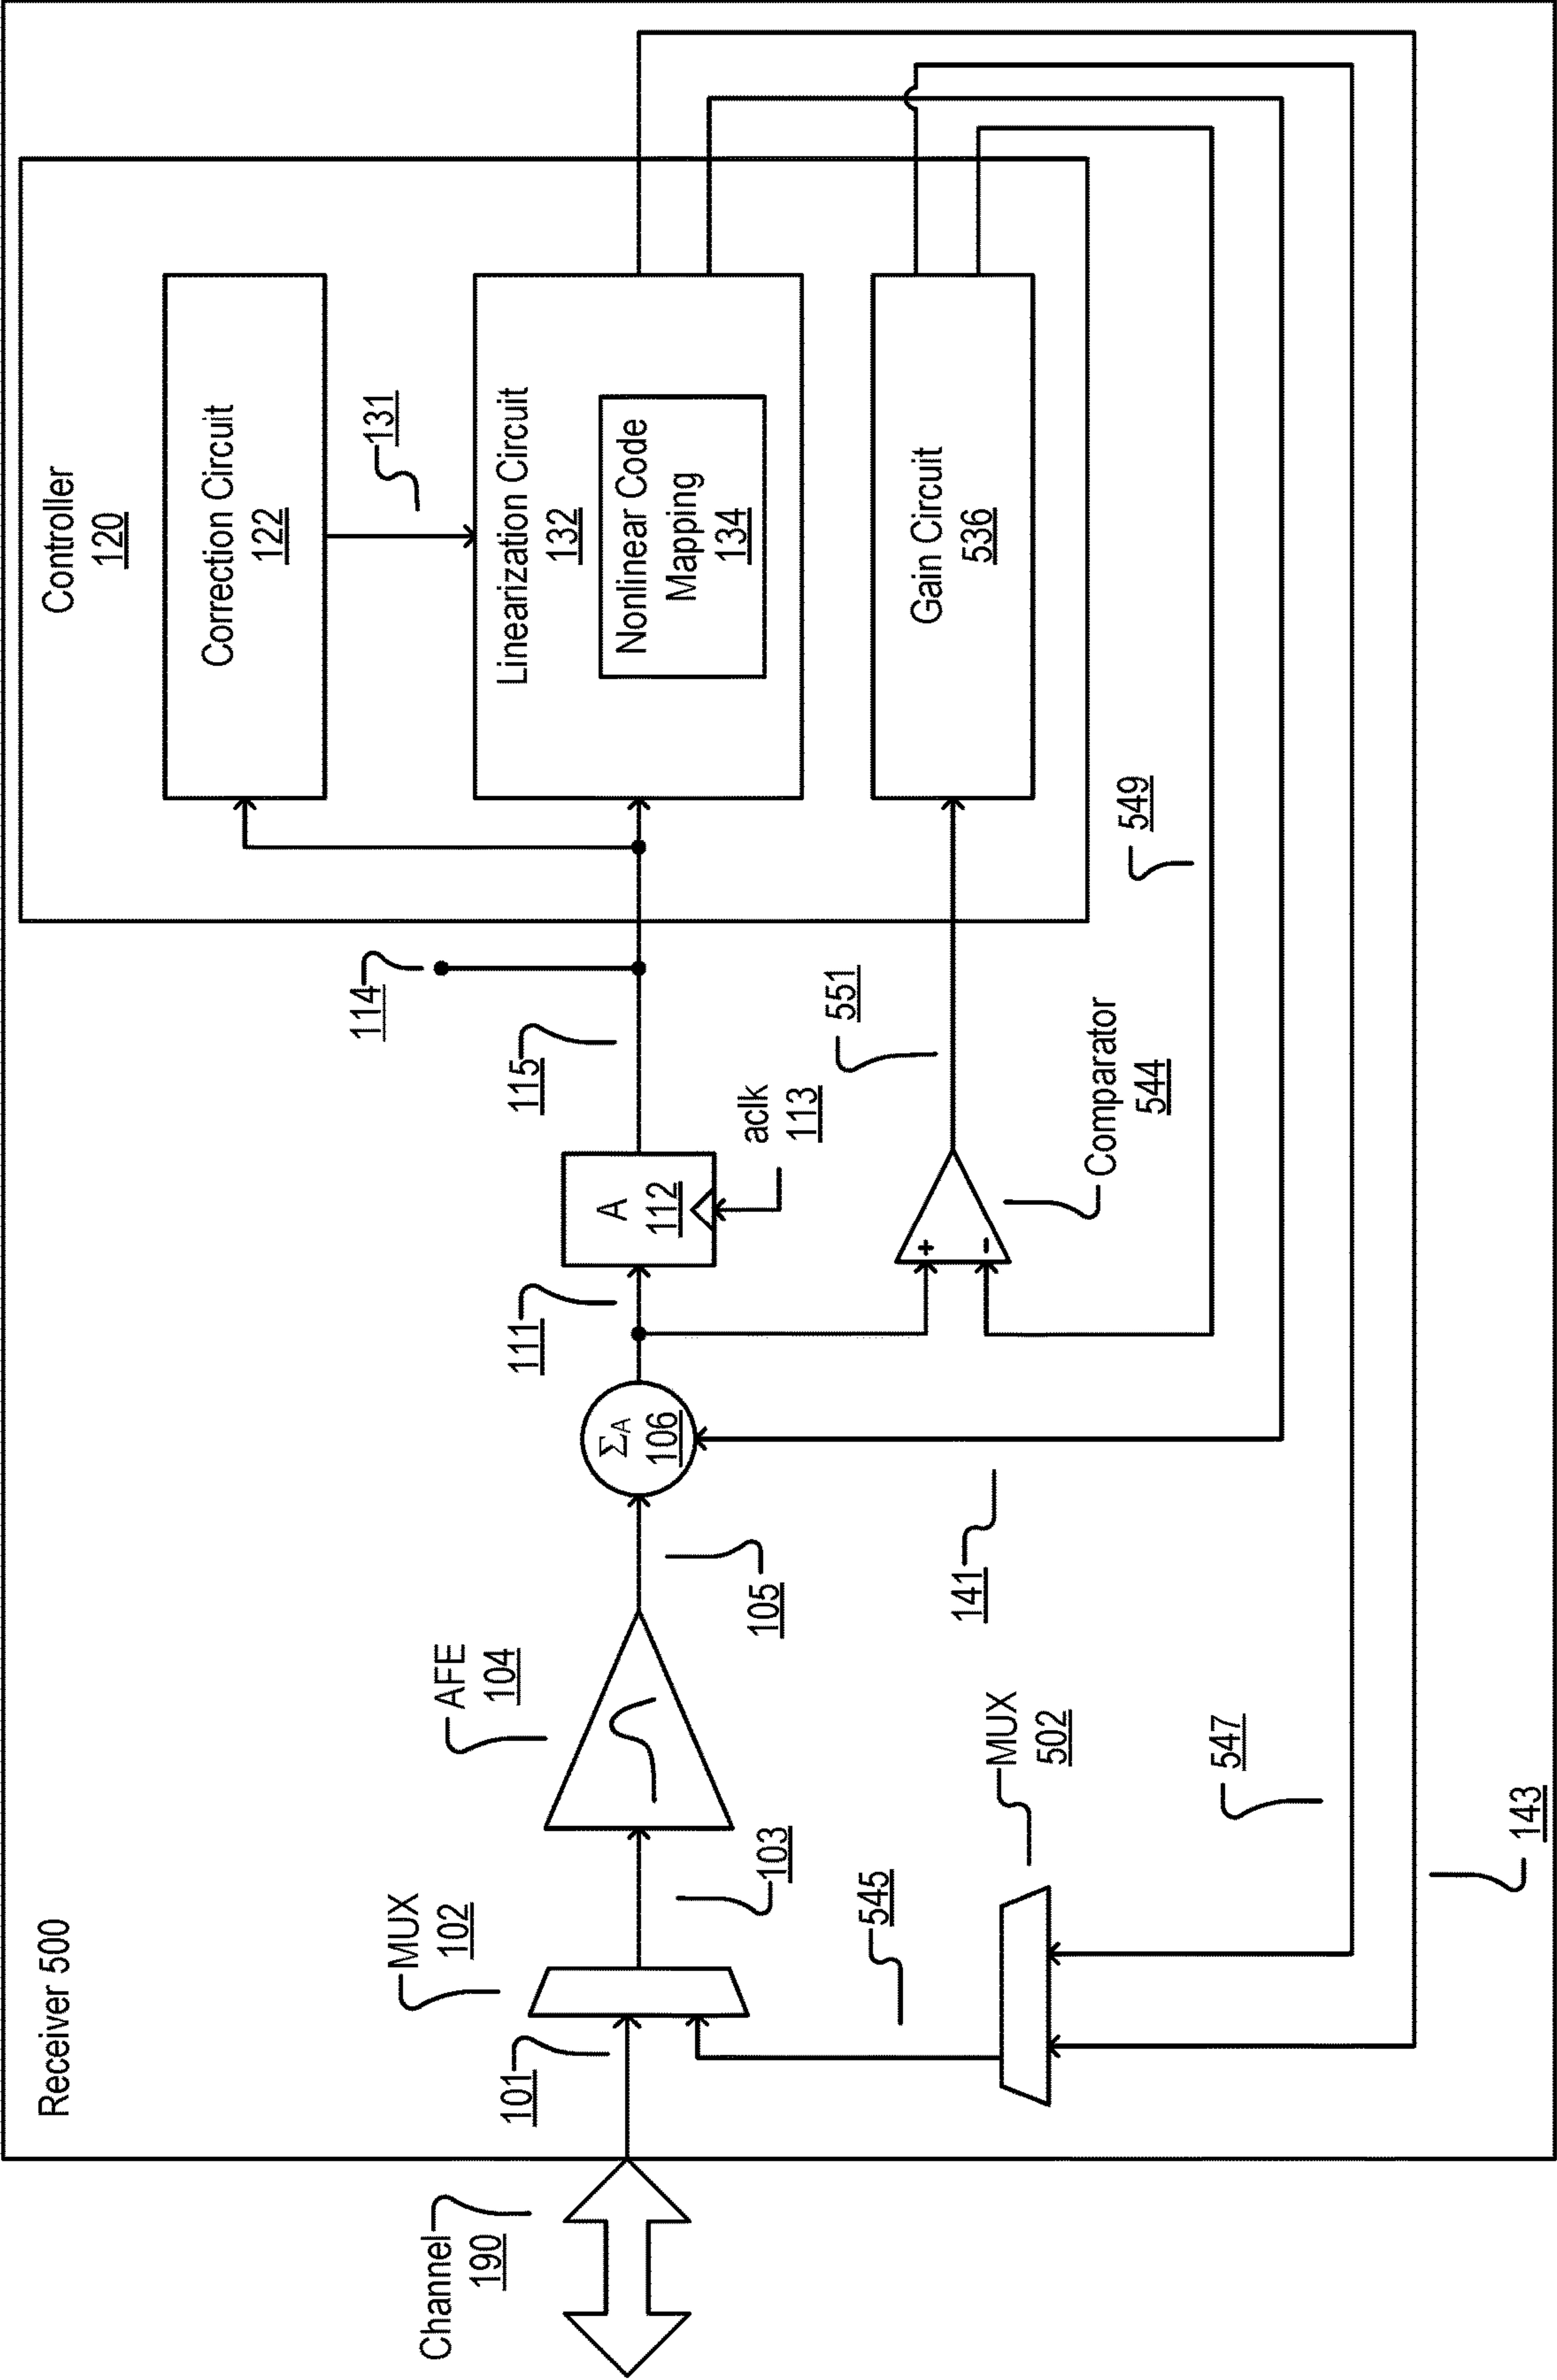 Receiver 500
Channel
190
101
MUX
102
103
AFE
104
105
ΣA
106
111
A
112
aclk
113
115
114
Controller
120
Correction Circuit
122
131
Linearization Circuit
132
Nonlinear Code
Mapping
134
Gain Circuit
536
551
Comparator
544
+
-
549
141
545
MUX
502
547
143